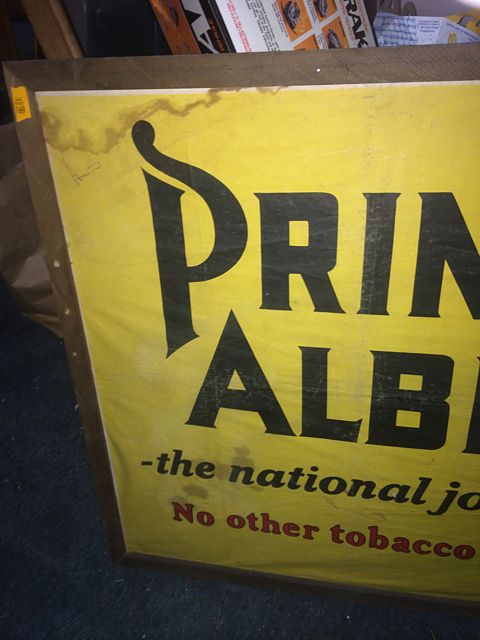 PRIN
ALB
-the national jo
No other tobacco